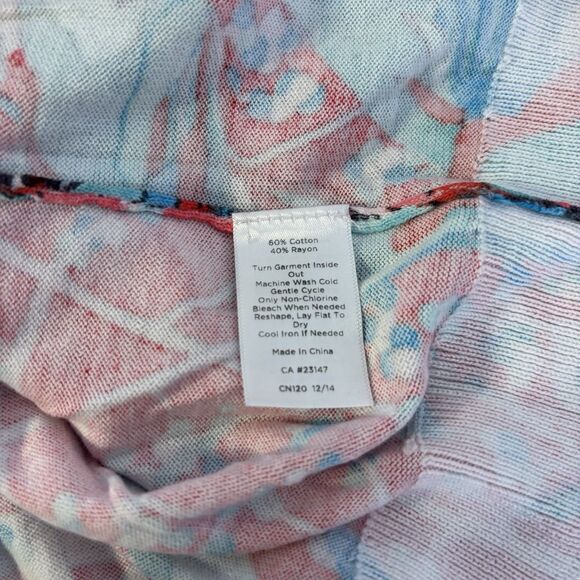 60% Cotton
40% Rayon
Turn Garment Inside
Out
Machine Wash Cold
Gentle Cycle
Only Non-Chlorine
Bleach When Needed
Reshape, Lay Flat To
Dry
Cool Iron If Needed
Made In China
CA #23147
CN120 12/14